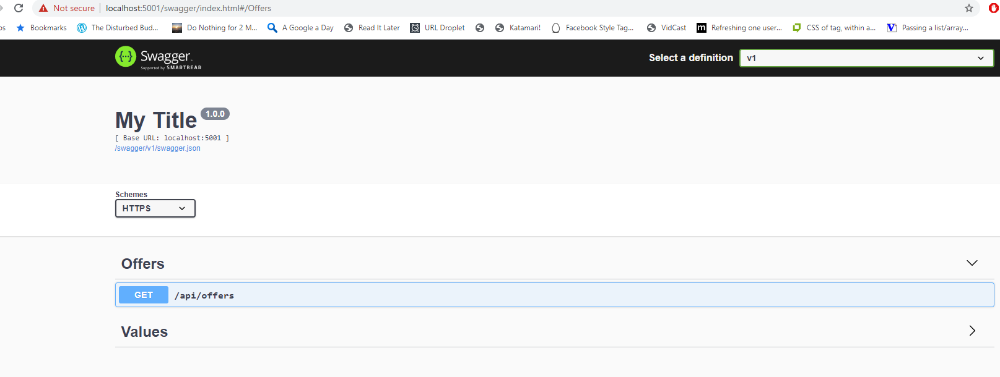 Not secure localhost:5001/swagger/index.html#/Offers
os Bookmarks The Disturbed Bud... Do Nothing for 2 M... A Google a Day Read It Later URL Droplet Katamari! Facebook Style Tag... VidCast m Refreshing one user... CSS of tag, within a... V Passing a list/array...
{···} Swagger. Select a definition v1
Supported by SMARTBEAR
My Title 1.0.0
[ Base URL: localhost:5001 ]
/swagger/v1/swagger.json
Schemes
HTTPS
Offers
GET /api/offers
Values